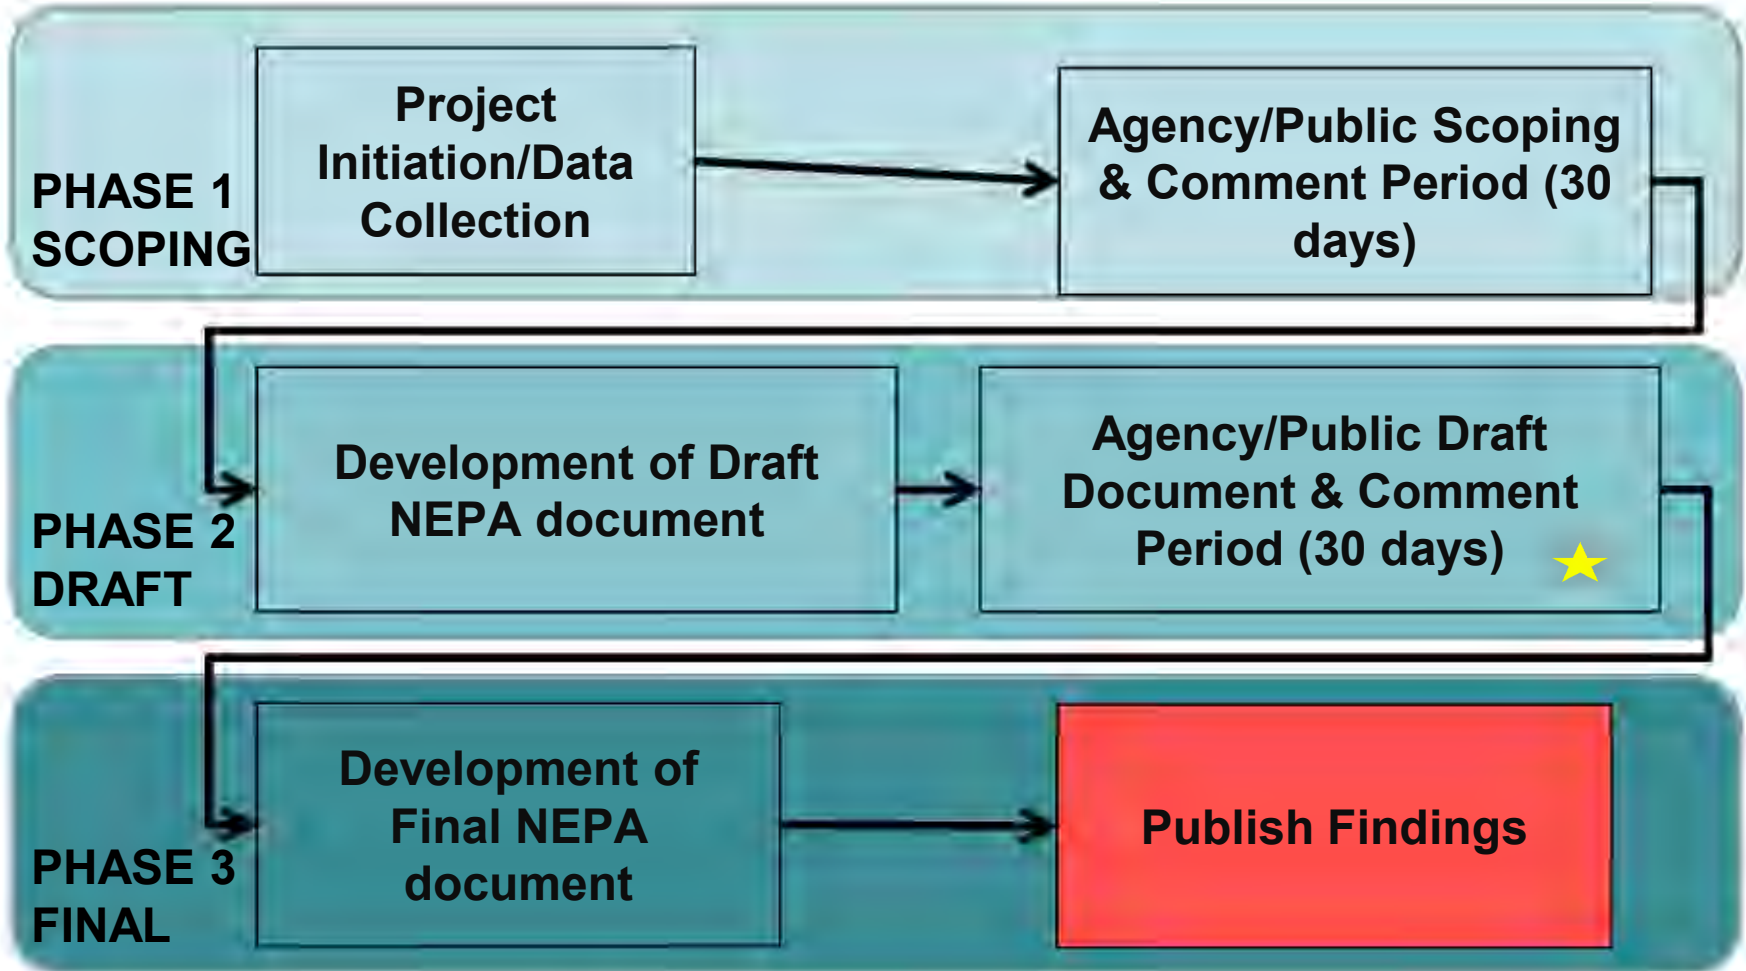 PHASE 1
SCOPING
Project
Initiation/Data
Collection
Agency/Public Scoping
& Comment Period (30
days)
PHASE 2
DRAFT
Development of Draft
NEPA document
Agency/Public Draft
Document & Comment
Period (30 days)
PHASE 3
FINAL
Development of
Final NEPA
document
Publish Findings